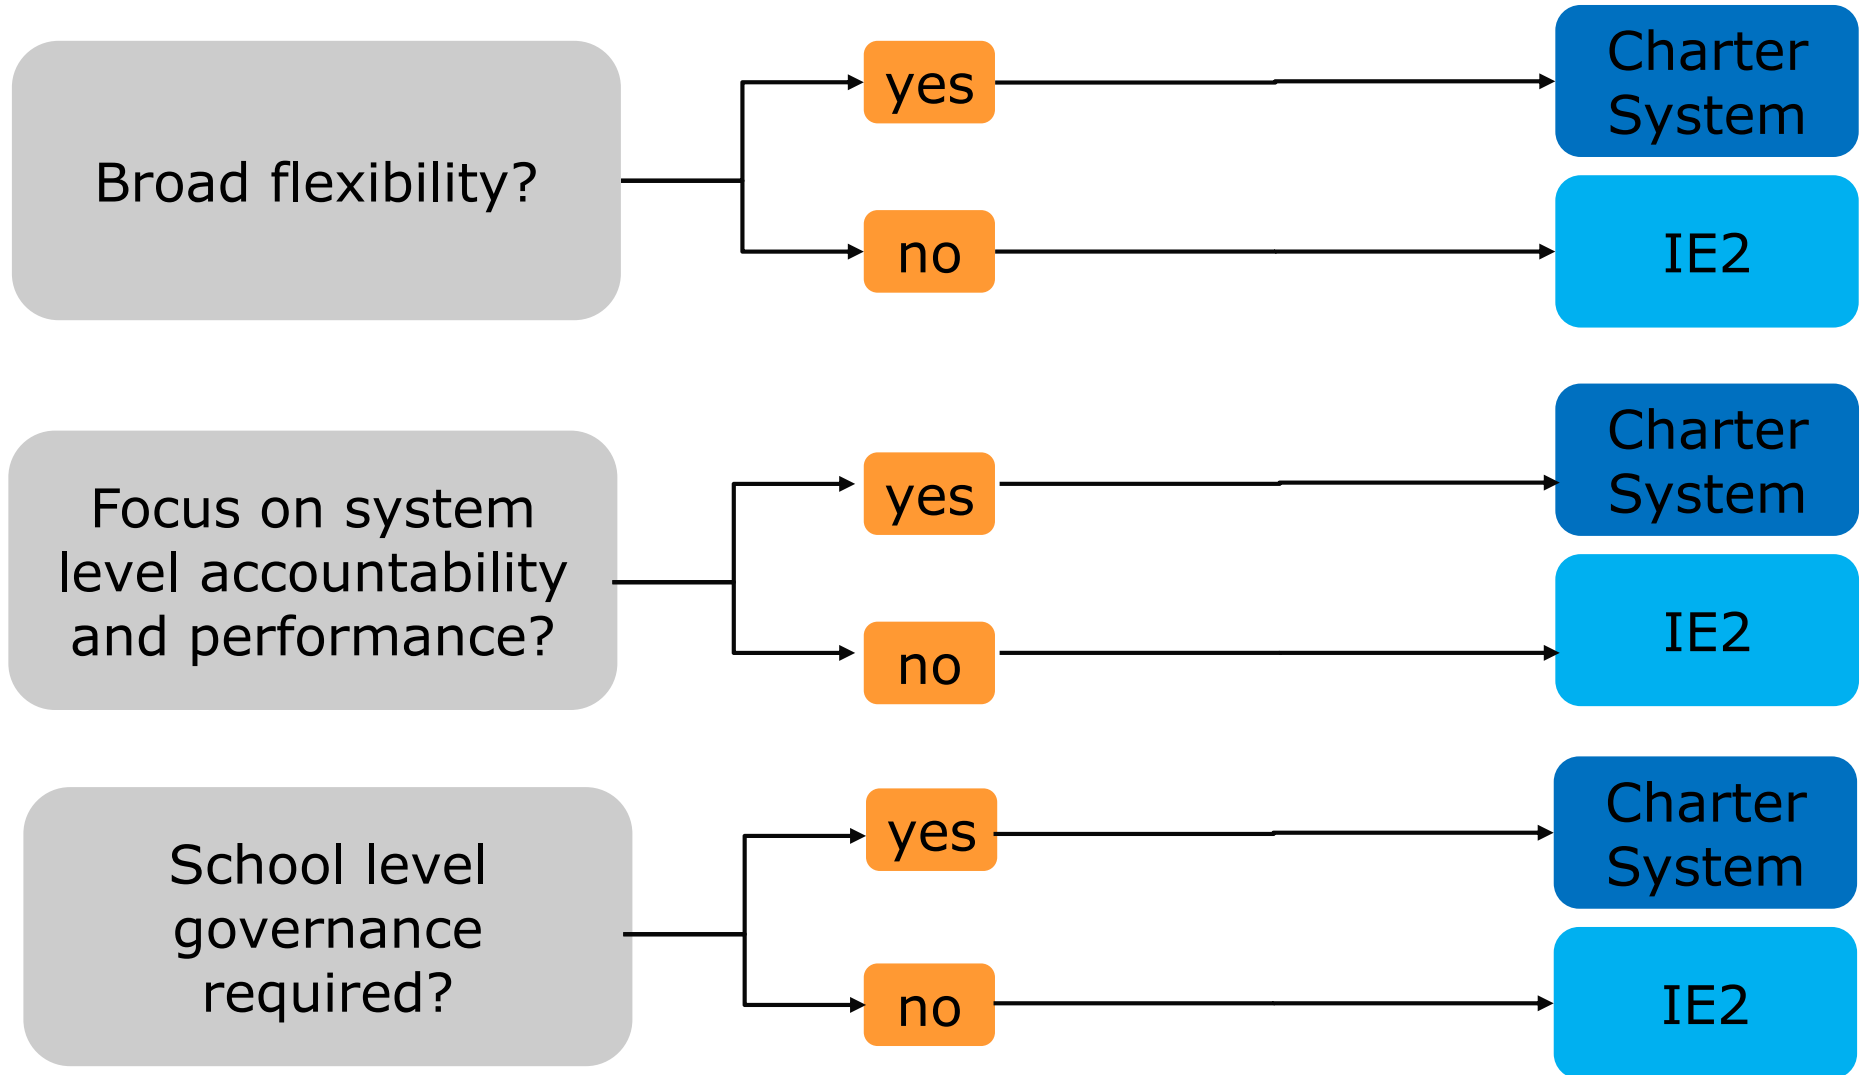 Broad flexibility?
yes
Charter
System
no
IE2
Focus on system
level accountability
and performance?
yes
Charter
System
no
IE2
School level
governance
required?
yes
Charter
System
no
IE2